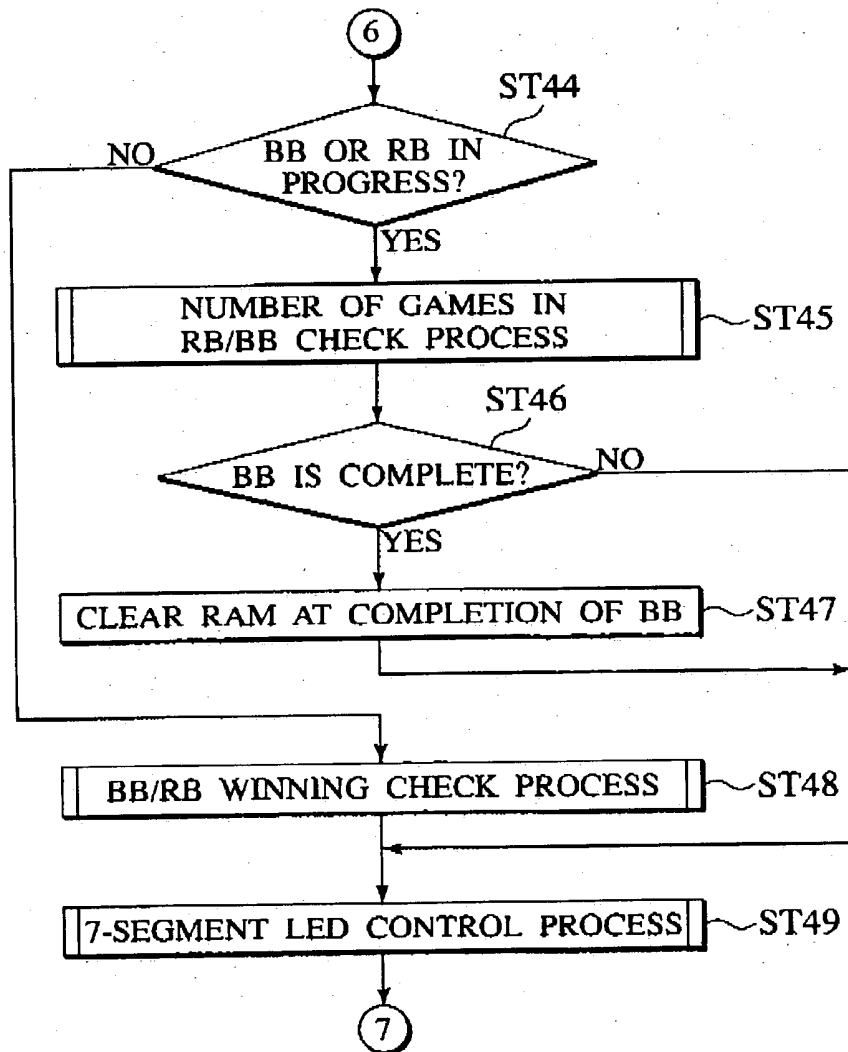 6
ST44
NO
BB OR RB IN
PROGRESS?
YES
NUMBER OF GAMES IN
RB/BB CHECK PROCESS
ST45
ST46
BB IS COMPLETE?
NO
YES
CLEAR RAM AT COMPLETION OF BB
ST47
BB/RB WINNING CHECK PROCESS
ST48
7-SEGMENT LED CONTROL PROCESS
ST49
7